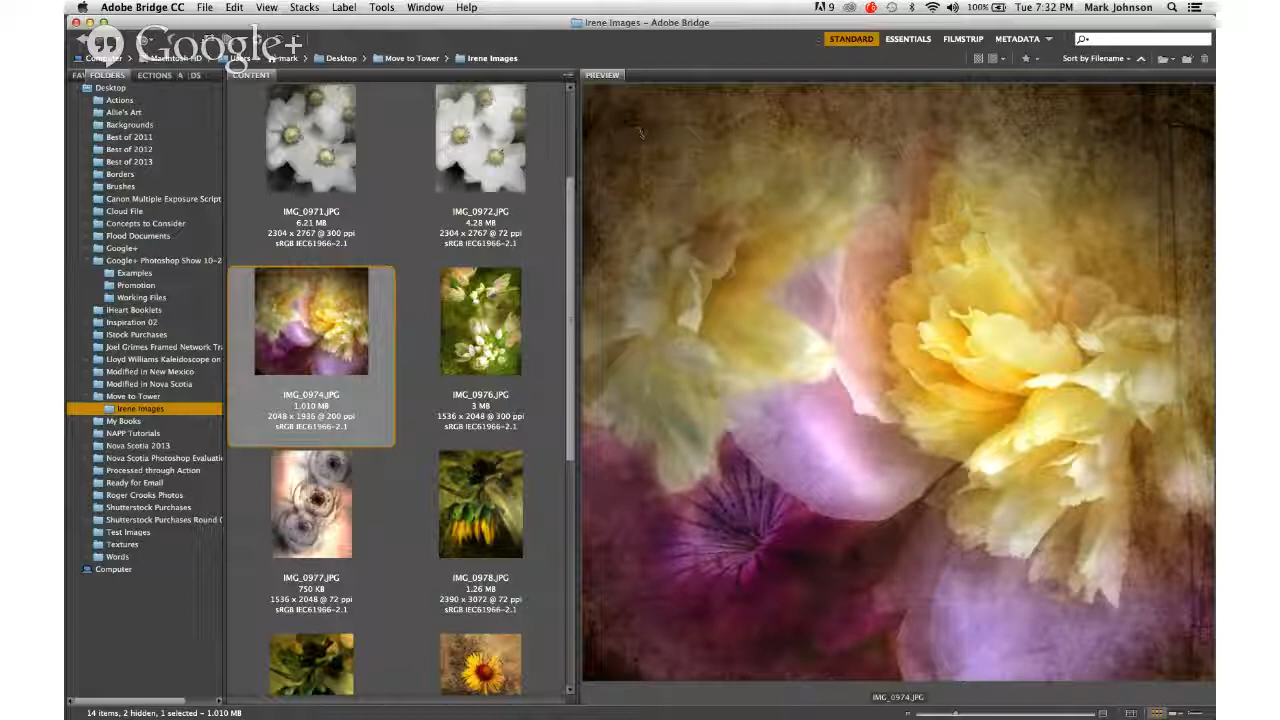 Adobe Bridge CC File Edit View Stacks Label Tools Window Help
9 6 100% Tue 7:32 PM Mark Johnson
Irene Images – Adobe Bridge
Google+
STANDARD ESSENTIALS FILMSTRIP METADATA
Computer Macintosh HD Users mark Desktop Move to Tower Irene Images
Sort by Filename
FOLDERS
CONTENT
PREVIEW
Desktop
Actions
Allie's Art
Backgrounds
Best of 2011
Best of 2012
Best of 2013
Borders
Brushes
Canon Multiple Exposure Script
Cloud File
Concepts to Consider
Flood Documents
Google+
Google+ Photoshop Show 10-2
Examples
Promotion
Working Files
iHeart Booklets
Inspiration 02
iStock Purchases
Joel Grimes Framed Network Tr
Lloyd Williams Kaleidoscope on
Modified in New Mexico
Modified in Nova Scotia
Move to Tower
Irene Images
My Books
NAPP Tutorials
Nova Scotia 2013
Nova Scotia Photoshop Evaluati
Processed through Action
Ready for Email
Roger Crooks Photos
Shutterstock Purchases
Shutterstock Purchases Round
Test Images
Textures
Words
Computer
IMG_0971.JPG
6.21 MB
2304 x 2767 @ 300 ppi
sRGB IEC61966-2.1
IMG_0972.JPG
4.28 MB
2304 x 2767 @ 72 ppi
sRGB IEC61966-2.1
IMG_0974.JPG
1.010 MB
2048 x 1936 @ 200 ppi
sRGB IEC61966-2.1
IMG_0976.JPG
3 MB
1536 x 2048 @ 300 ppi
sRGB IEC61966-2.1
IMG_0977.JPG
750 KB
1536 x 2048 @ 72 ppi
sRGB IEC61966-2.1
IMG_0978.JPG
1.26 MB
2390 x 3072 @ 72 ppi
sRGB IEC61966-2.1
IMG_0974.JPG
14 items, 2 hidden, 1 selected – 1.010 MB